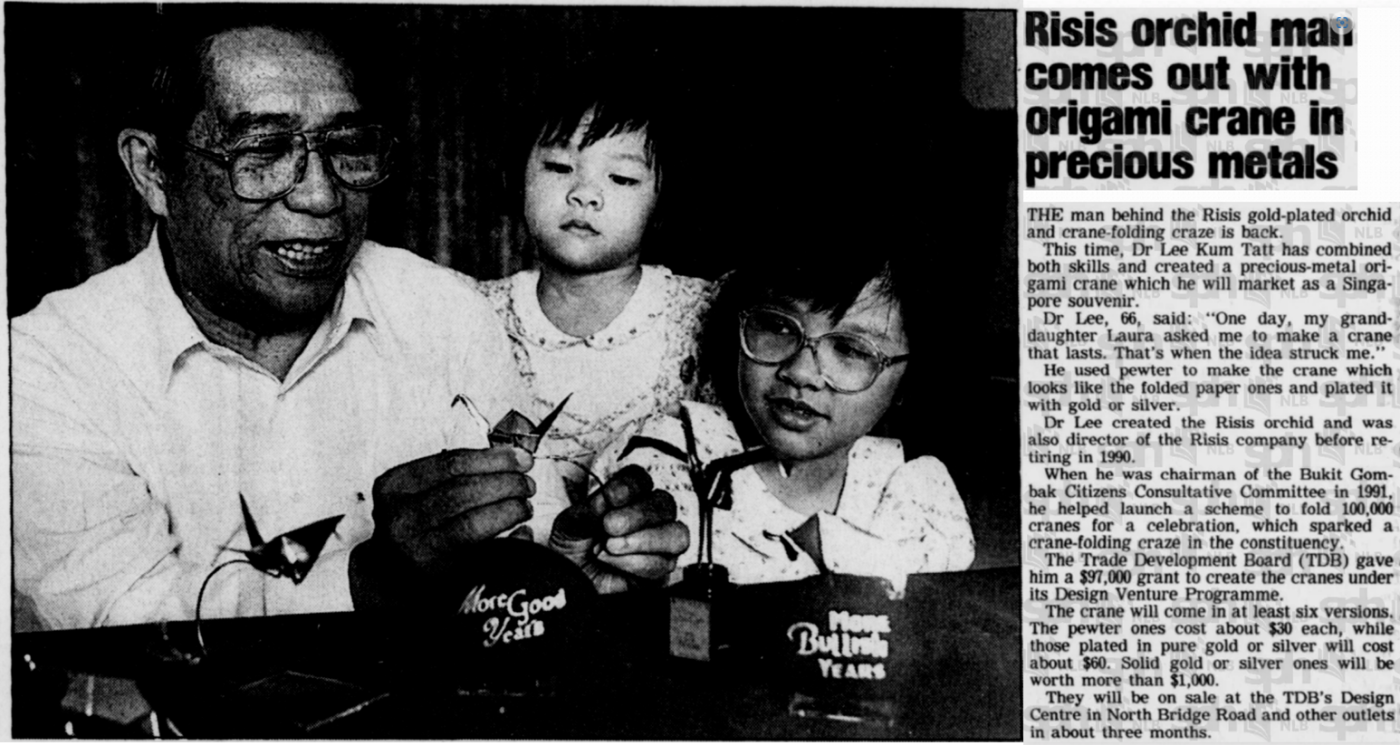 Risis orchid man
comes out with
origami crane in
precious metals
THE man behind the Risis gold-plated orchid
and crane-folding craze is back.
This time, Dr Lee Kum Tatt has combined
both skills and created a precious-metal ori-
gami crane which he will market as a Singa-
pore souvenir.
Dr Lee, 66, said: “One day, my grand-
daughter Laura asked me to make a crane
that lasts. That's when the idea struck me.”
He used pewter to make the crane which
looks like the folded paper ones and plated it
with gold or silver.
Dr Lee created the Risis orchid and was
also director of the Risis company before re-
tiring in 1990.
When he was chairman of the Bukit Gom-
bak Citizens Consultative Committee in 1991,
he helped launch a scheme to fold 100,000
cranes for a celebration, which sparked a
crane-folding craze in the constituency.
The Trade Development Board (TDB) gave
him a $97,000 grant to create the cranes under
its Design Venture Programme.
The crane will come in at least six versions.
The pewter ones cost about $30 each, while
those plated in pure gold or silver will cost
about $60. Solid gold or silver ones will be
worth more than $1,000.
They will be on sale at the TDB's Design
Centre in North Bridge Road and other outlets
in about three months.
More Good
Years
More
Bullish
Years